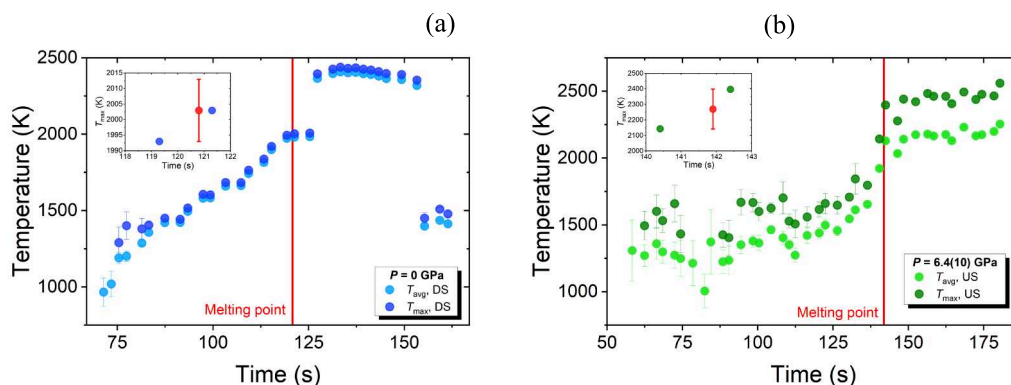 (a)
2500
2000
1500
1000
Temperature (K)
2015
2010
2005
2000
1995
1990
Tmax (K)
118 119 120 121 122
Time (s)
P = 0 GPa
Tavg, DS
Tmax, DS
Melting point
75 100 125 150
Time (s)
(b)
3000
2500
2000
1500
1000
Temperature (K)
2500
2400
2300
2200
2100
2000
Tmax (K)
140 141 142 143
Time (s)
P = 6.4(10) GPa
Tavg, US
Tmax, US
Melting point
50 75 100 125 150 175
Time (s)